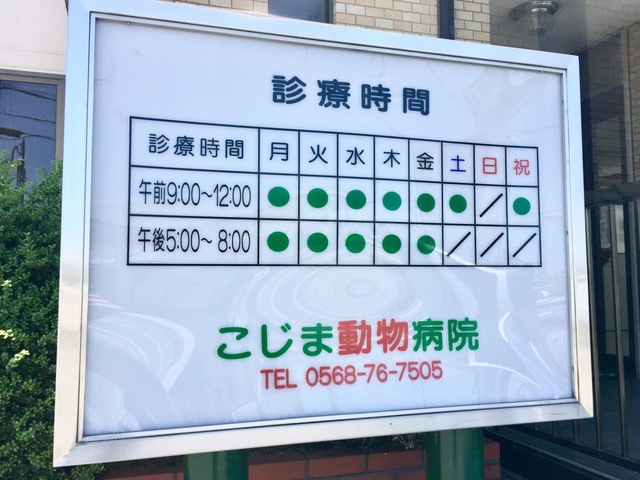 診療時間
診療時間 月 火 水 木 金 土 日 祝
午前9:00〜12:00 ● ● ● ● ● ● ／ ●
午後5:00〜 8:00 ● ● ● ● ● ／ ／ ／
こじま動物病院
TEL 0568-76-7505